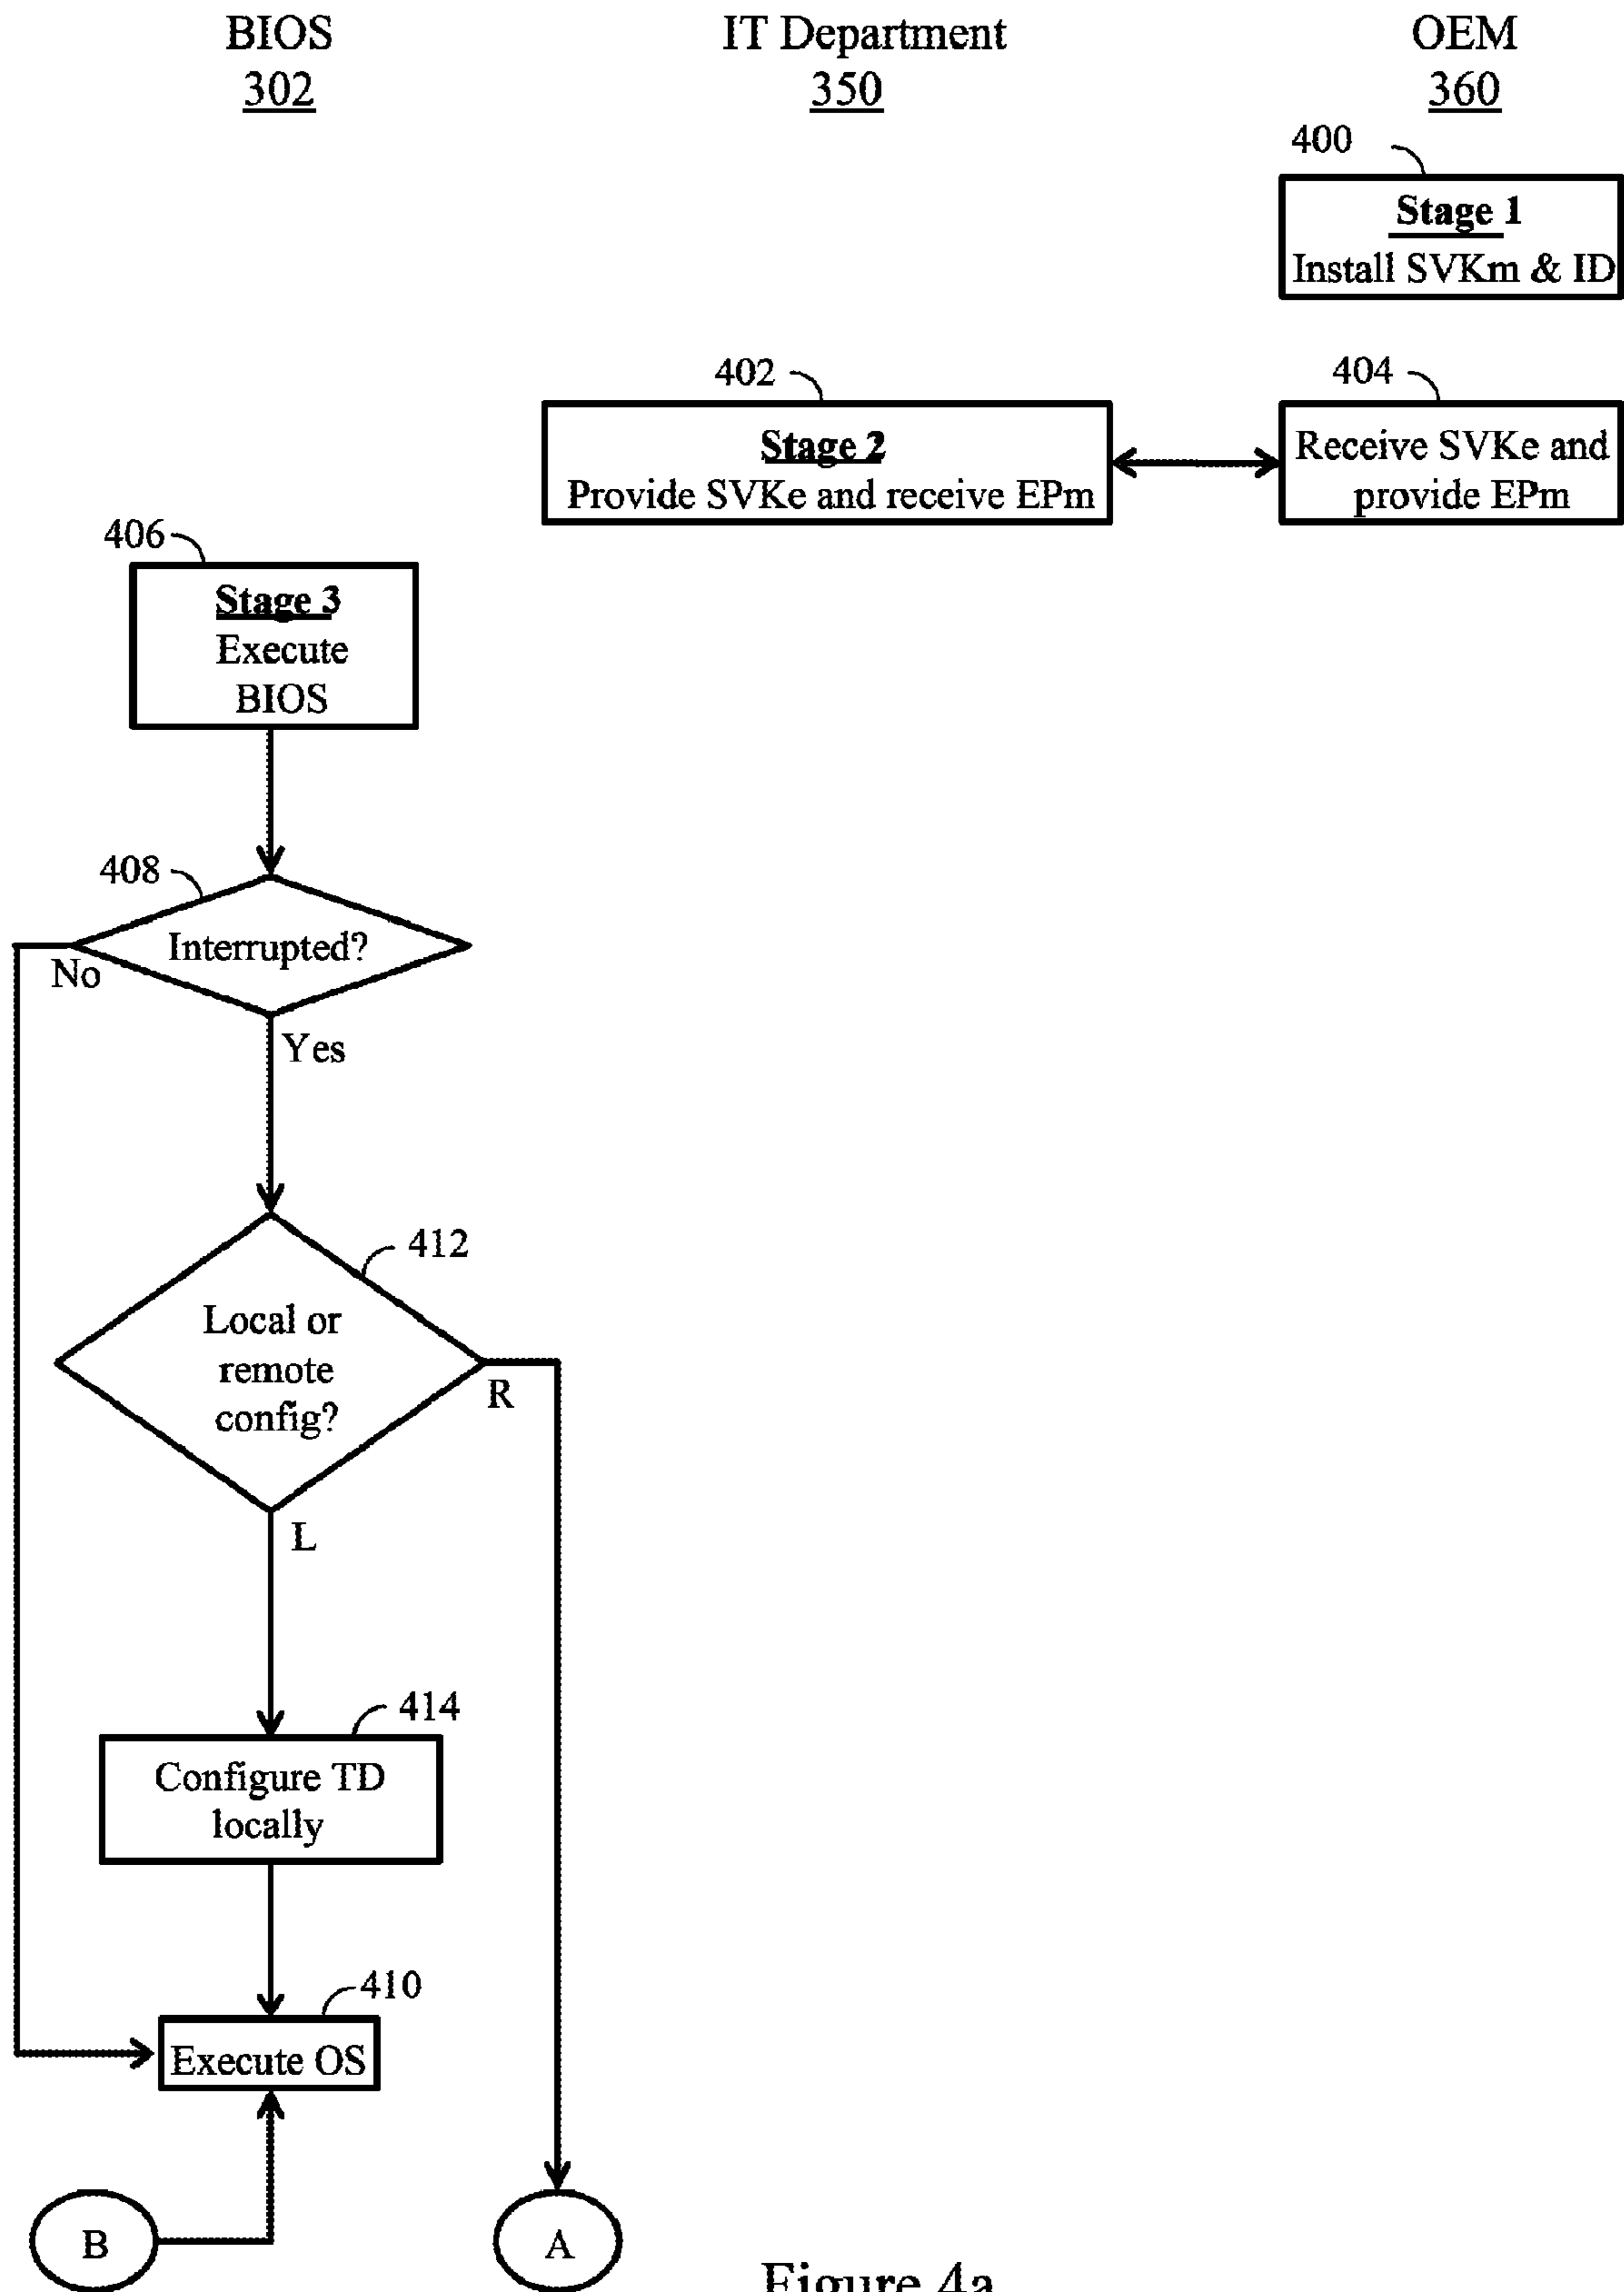 BIOS
302
IT Department
350
OEM
360
400
Stage 1
Install SVKm & ID
402
Stage 2
Provide SVKe and receive EPm
404
Receive SVKe and
provide EPm
406
Stage 3
Execute
BIOS
408
Interrupted?
No
Yes
412
Local or
remote
config?
R
L
414
Configure TD
locally
410
Execute OS
B
A
Figure 4a